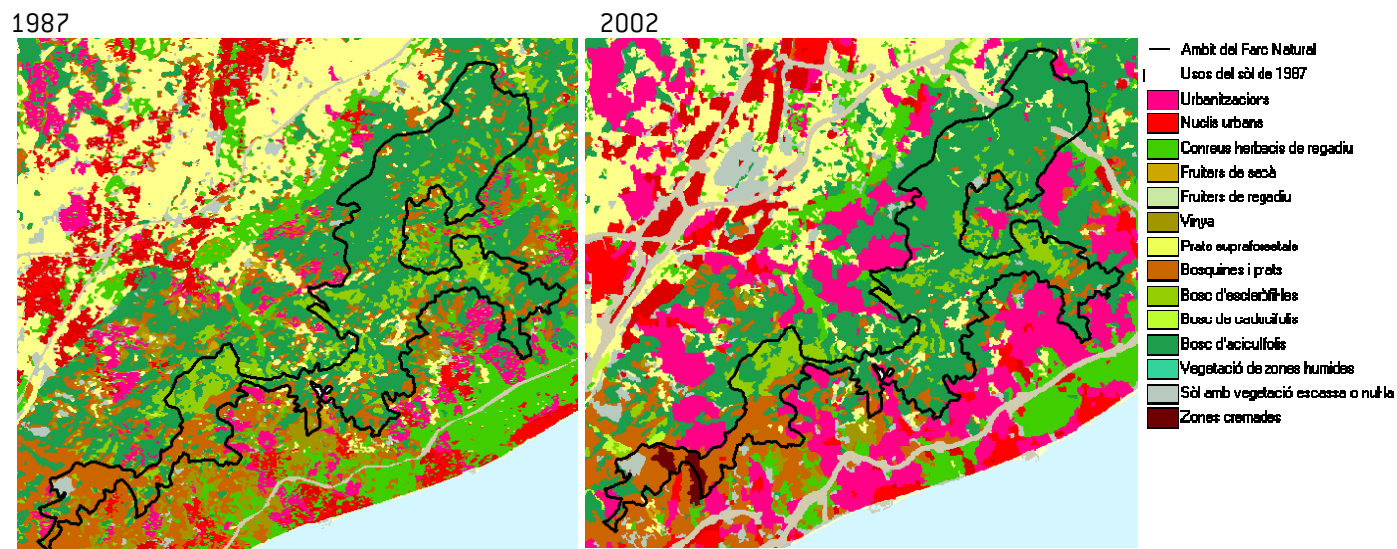 1987
2002
Ambit del Parc Natural
Usos del sòl de 1987
Urbanitzacions
Nuclis urbans
Conreus herbacis de regadiu
Fruiters de secà
Fruiters de regadiu
Vinya
Prats supraforestals
Bosquines i prats
Bosc d'escleròfil·les
Bosc de caducifolis
Bosc d'aciculifolis
Vegetació de zones humides
Sòl amb vegetació escassa o nul·la
Zones cremades